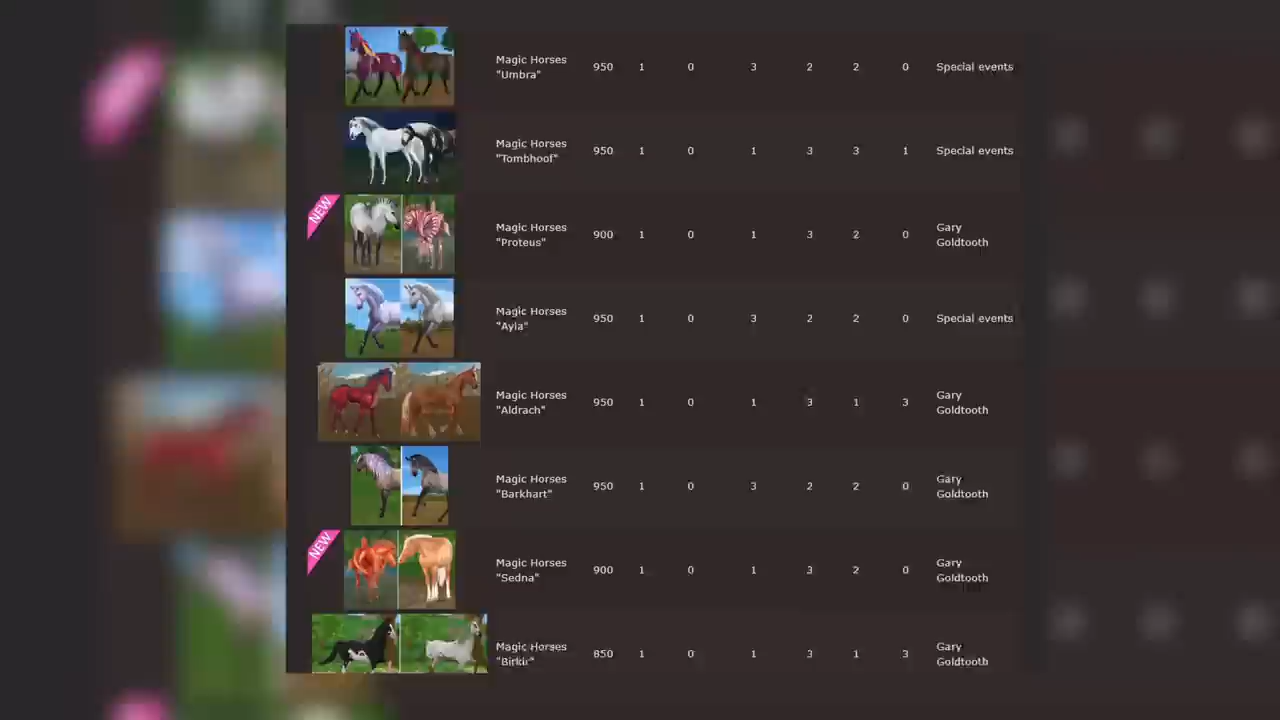 Magic Horses
"Umbra" 950 1 0 3 2 2 0 Special events
Magic Horses
"Tombhoof" 950 1 0 1 3 3 1 Special events
NEW
Magic Horses
"Proteus" 900 1 0 1 3 2 0 Gary
Goldtooth
Magic Horses
"Ayla" 950 1 0 3 2 2 0 Special events
Magic Horses
"Aldrach" 950 1 0 1 3 1 3 Gary
Goldtooth
Magic Horses
"Barkhart" 950 1 0 3 2 2 0 Gary
Goldtooth
NEW
Magic Horses
"Sedna" 900 1 0 1 3 2 0 Gary
Goldtooth
Magic Horses
"Birkir" 850 1 0 1 3 1 3 Gary
Goldtooth